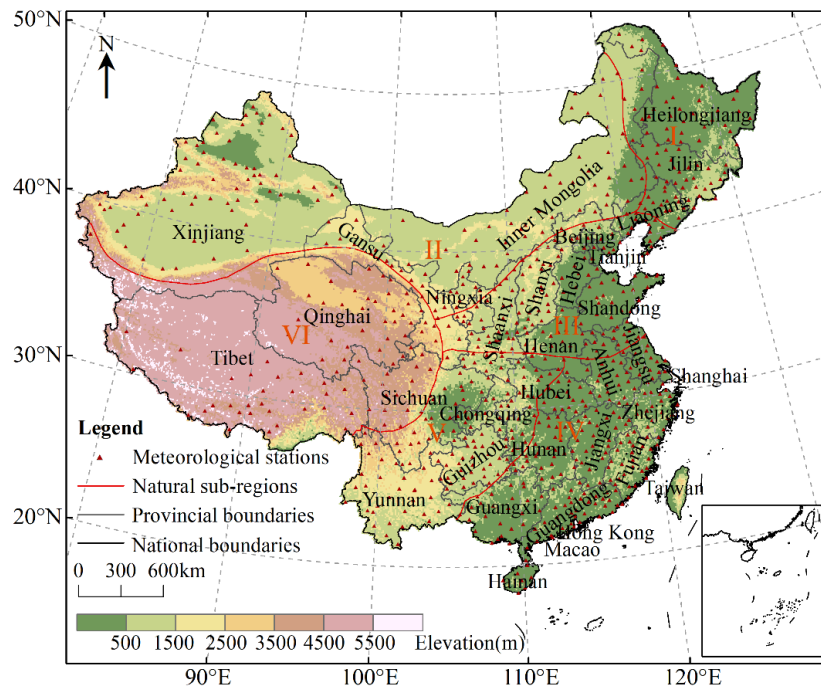 50°N
N
Heilongjiang
I
Jilin
40°N
Inner Mongolia
Liaoning
Xinjiang
Gansu
II
Beijing
Tianjin
Hebei
Shanxi
Ningxia
Shaanxi
Shandong
Qinghai
VI
III
Henan
30°N
Tibet
Jiangsu
Anhui
Shanghai
Sichuan
Hubei
Chongqing
Zhejiang
V
IV
Legend
Meteorological stations
Natural sub-regions
Provincial boundaries
National boundaries
Hunan
Jiangxi
Guizhou
Fujian
Yunnan
Taiwan
Guangxi
Guangdong
20°N
Hong Kong
Macao
0 300 600km
Hainan
500 1500 2500 3500 4500 5500 Elevation(m)
90°E 100°E 110°E 120°E